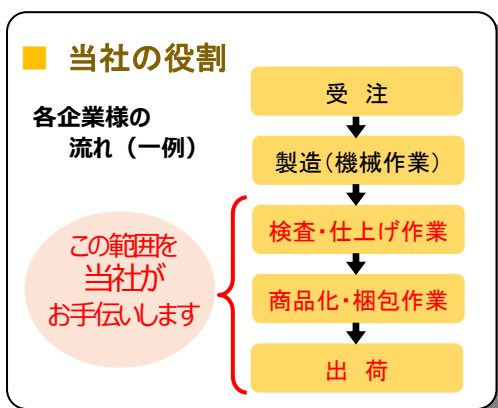 ■ 当社の役割
各企業様の
流れ（一例）
受 注
製造（機械作業）
検査・仕上げ作業
商品化・梱包作業
出 荷
この範囲を
当社が
お手伝いします